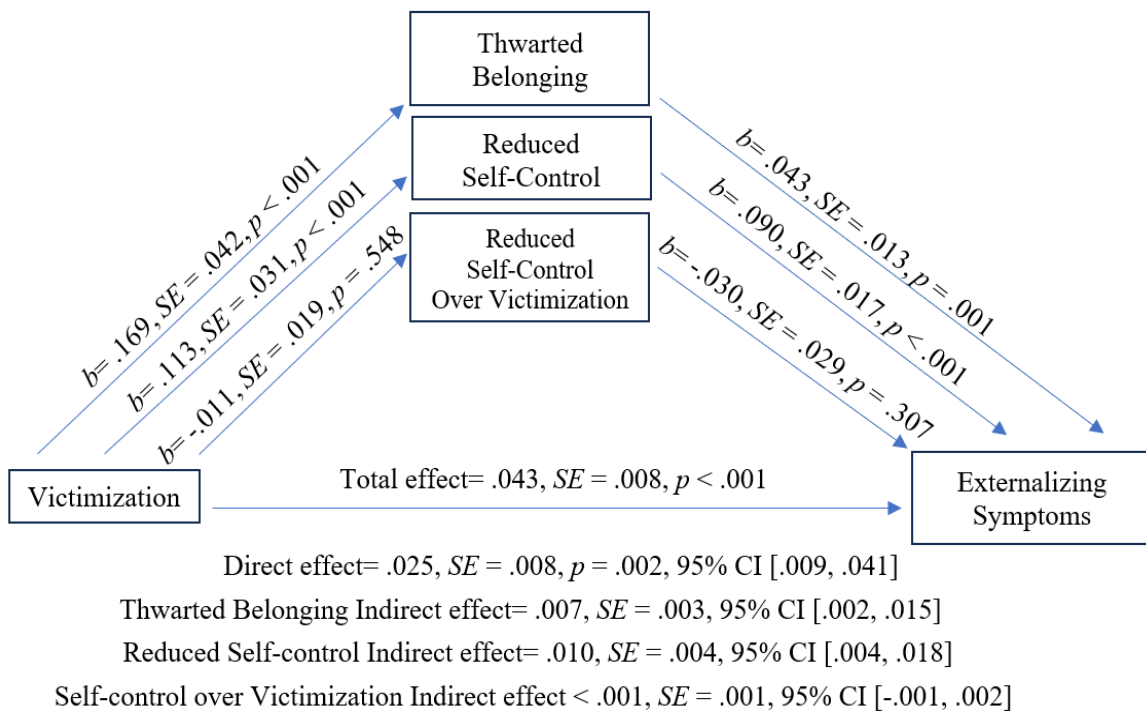 Thwarted
Belonging
Reduced
Self-Control
Reduced
Self-Control
Over Victimization
b= .169, SE = .042, p < .001
b= .113, SE = .031, p < .001
b= -.011, SE = .019, p = .548
b= .043, SE = .013, p = .001
b= .090, SE = .017, p < .001
b= -.030, SE = .029, p = .307
Victimization
Total effect= .043, SE = .008, p < .001
Externalizing
Symptoms
Direct effect= .025, SE = .008, p = .002, 95% CI [.009, .041]
Thwarted Belonging Indirect effect= .007, SE = .003, 95% CI [.002, .015]
Reduced Self-control Indirect effect= .010, SE = .004, 95% CI [.004, .018]
Self-control over Victimization Indirect effect < .001, SE = .001, 95% CI [-.001, .002]